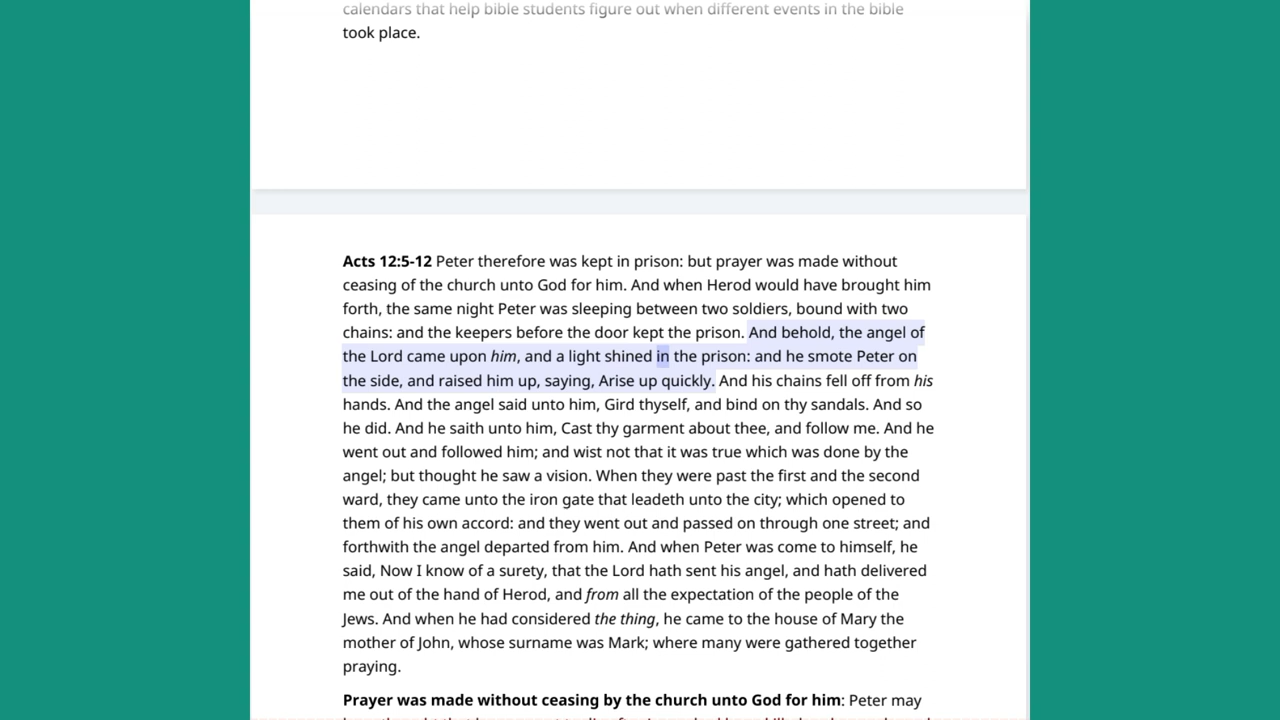 calendars that help bible students figure out when different events in the bible
took place.
Acts 12:5-12 Peter therefore was kept in prison: but prayer was made without
ceasing of the church unto God for him. And when Herod would have brought him
forth, the same night Peter was sleeping between two soldiers, bound with two
chains: and the keepers before the door kept the prison. And behold, the angel of
the Lord came upon him, and a light shined in the prison: and he smote Peter on
the side, and raised him up, saying, Arise up quickly. And his chains fell off from his
hands. And the angel said unto him, Gird thyself, and bind on thy sandals. And so
he did. And he saith unto him, Cast thy garment about thee, and follow me. And he
went out and followed him; and wist not that it was true which was done by the
angel; but thought he saw a vision. When they were past the first and the second
ward, they came unto the iron gate that leadeth unto the city; which opened to
them of his own accord: and they went out and passed on through one street; and
forthwith the angel departed from him. And when Peter was come to himself, he
said, Now I know of a surety, that the Lord hath sent his angel, and hath delivered
me out of the hand of Herod, and from all the expectation of the people of the
Jews. And when he had considered the thing, he came to the house of Mary the
mother of John, whose surname was Mark; where many were gathered together
praying.
Prayer was made without ceasing by the church unto God for him: Peter may